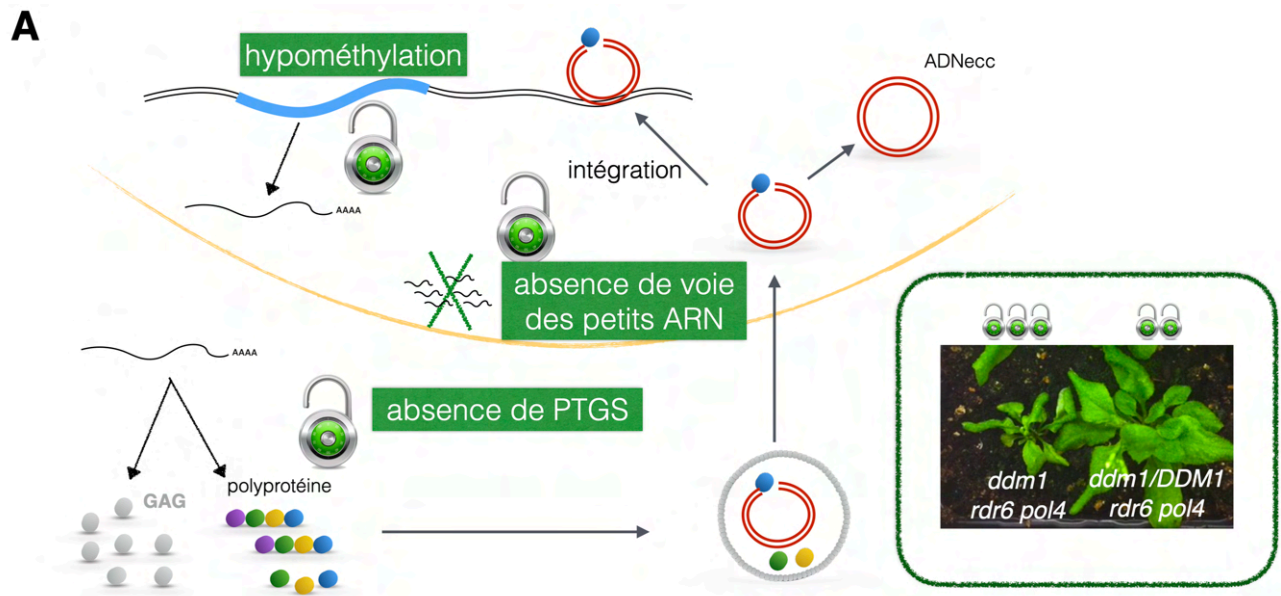 A
hypométhylation
ADNecc
intégration
AAAA
absence de voie
des petits ARN
AAAA
absence de PTGS
GAG
polyprotéine
ddm1
rdr6 pol4
ddm1/DDM1
rdr6 pol4